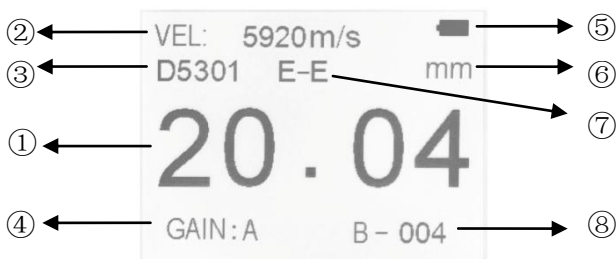 ② VEL: 5920m/s ⑤
③ D5301 E-E mm ⑥
⑦
① 20.04
④ GAIN:A B-004 ⑧